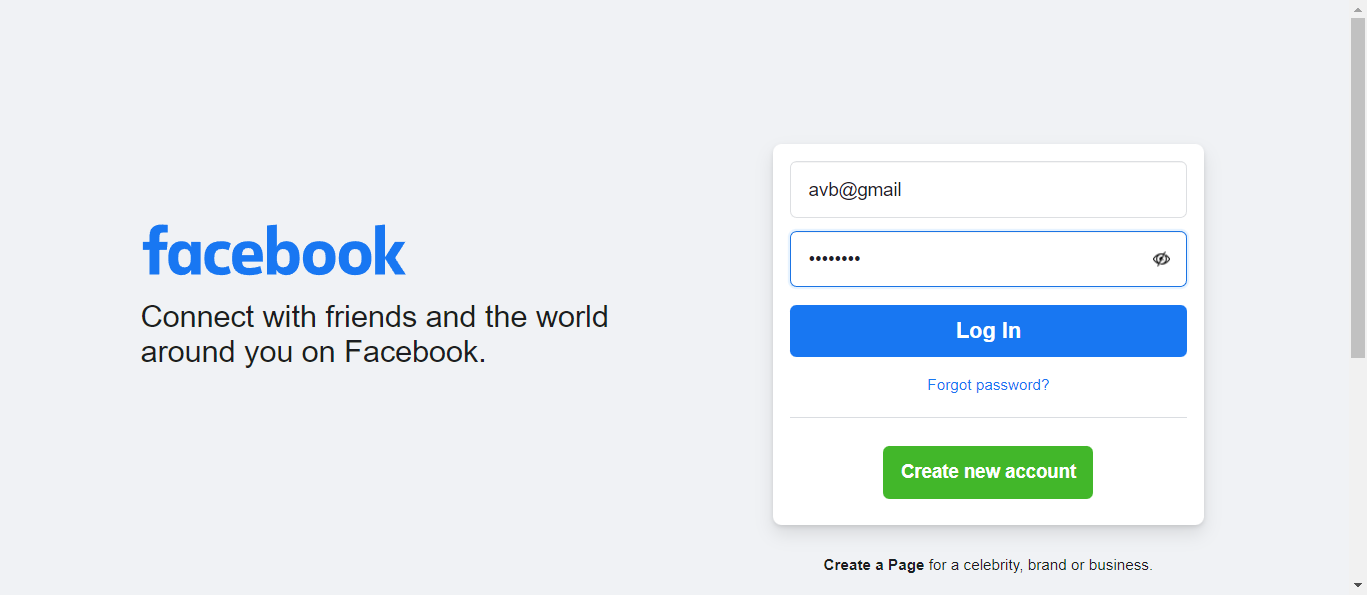 facebook
Connect with friends and the world
around you on Facebook.
avb@gmail
••••••••
Log In
Forgot password?
Create new account
Create a Page for a celebrity, brand or business.